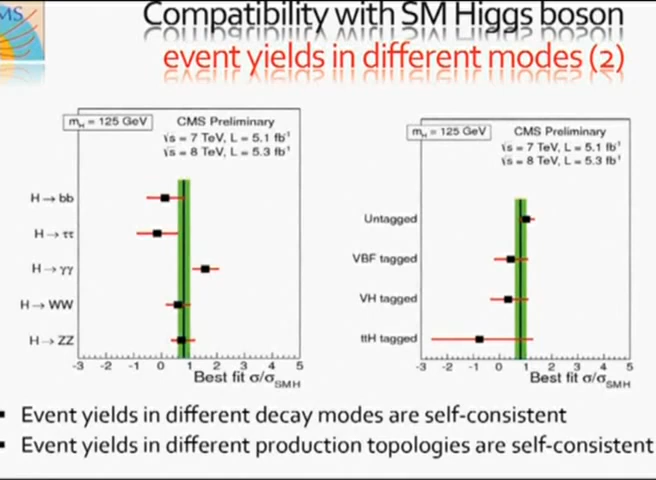 MS
Compatibility with SM Higgs boson
event yields in different modes (2)
m_H = 125 GeV
CMS Preliminary
√s = 7 TeV, L = 5.1 fb⁻¹
√s = 8 TeV, L = 5.3 fb⁻¹
H → bb
H → ττ
H → γγ
H → WW
H → ZZ
-3 -2 -1 0 1 2 3 4 5
Best fit σ/σ_SMH
m_H = 125 GeV
CMS Preliminary
√s = 7 TeV, L = 5.1 fb⁻¹
√s = 8 TeV, L = 5.3 fb⁻¹
Untagged
VBF tagged
VH tagged
ttH tagged
-3 -2 -1 0 1 2 3 4 5
Best fit σ/σ_SMH
▪ Event yields in different decay modes are self-consistent
▪ Event yields in different production topologies are self-consistent